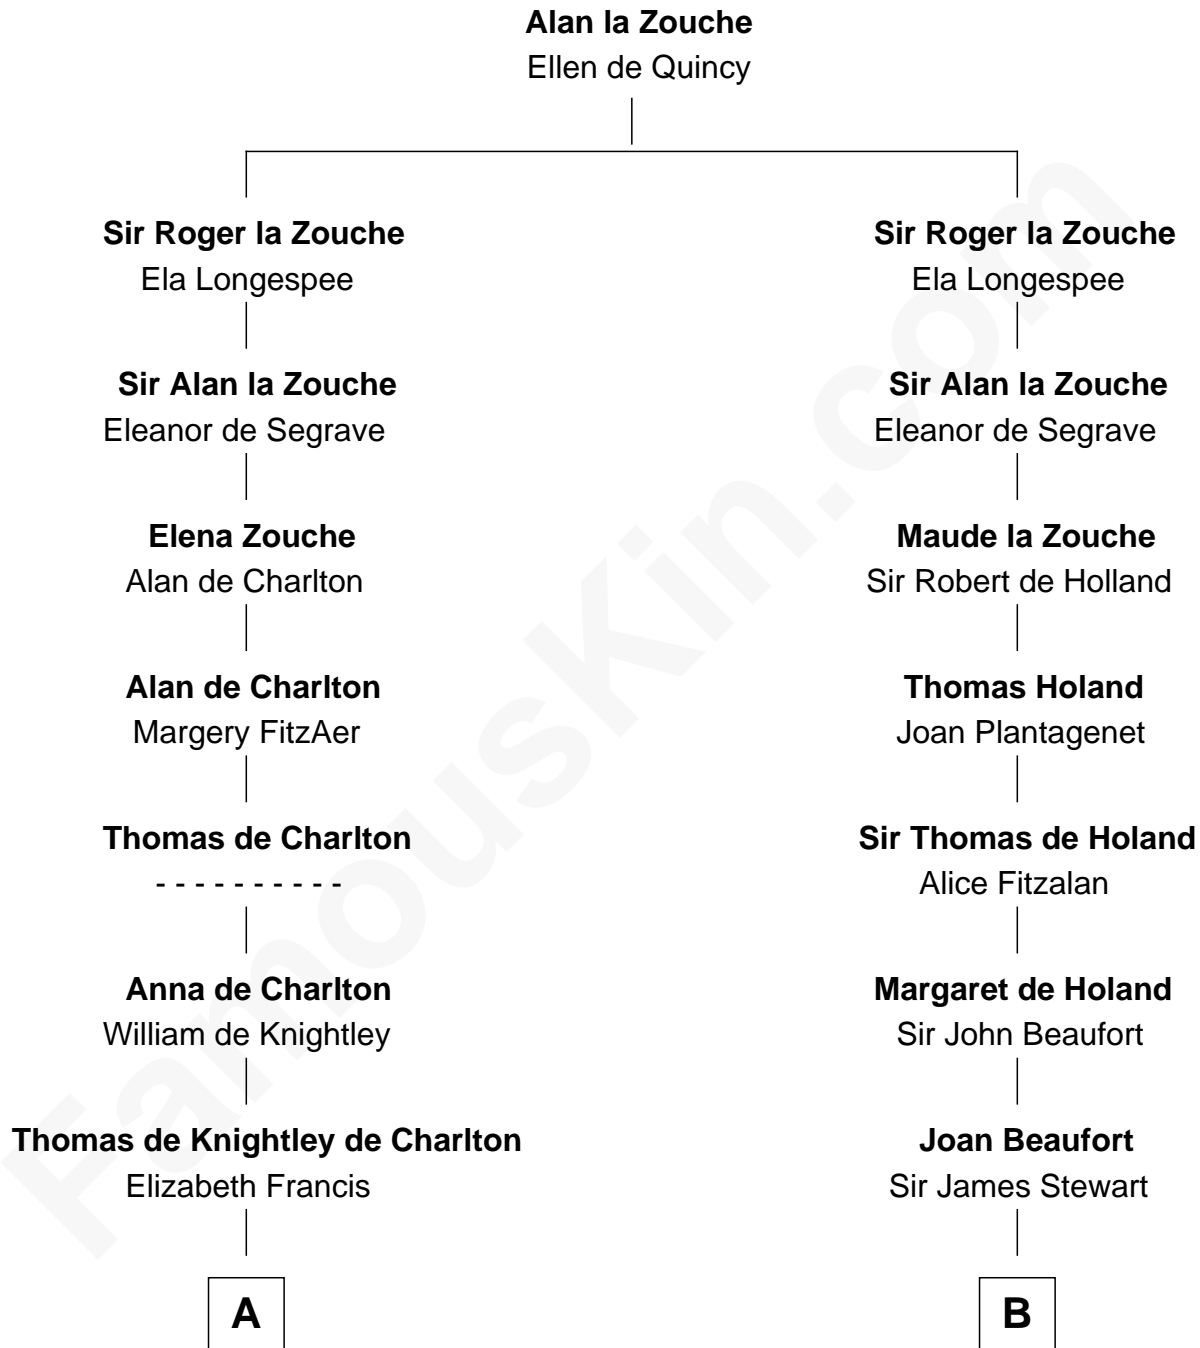 Alan la Zouche
Ellen de Quincy
Sir Roger la Zouche
Ela Longespee
Sir Alan la Zouche
Eleanor de Segrave
Elena Zouche
Alan de Charlton
Alan de Charlton
Margery FitzAer
Thomas de Charlton
- - - - - - - - - -
Anna de Charlton
William de Knightley
Thomas de Knightley de Charlton
Elizabeth Francis
A
Sir Roger la Zouche
Ela Longespee
Sir Alan la Zouche
Eleanor de Segrave
Maude la Zouche
Sir Robert de Holland
Thomas Holand
Joan Plantagenet
Sir Thomas de Holand
Alice Fitzalan
Margaret de Holand
Sir John Beaufort
Joan Beaufort
Sir James Stewart
B
FamousKin.com